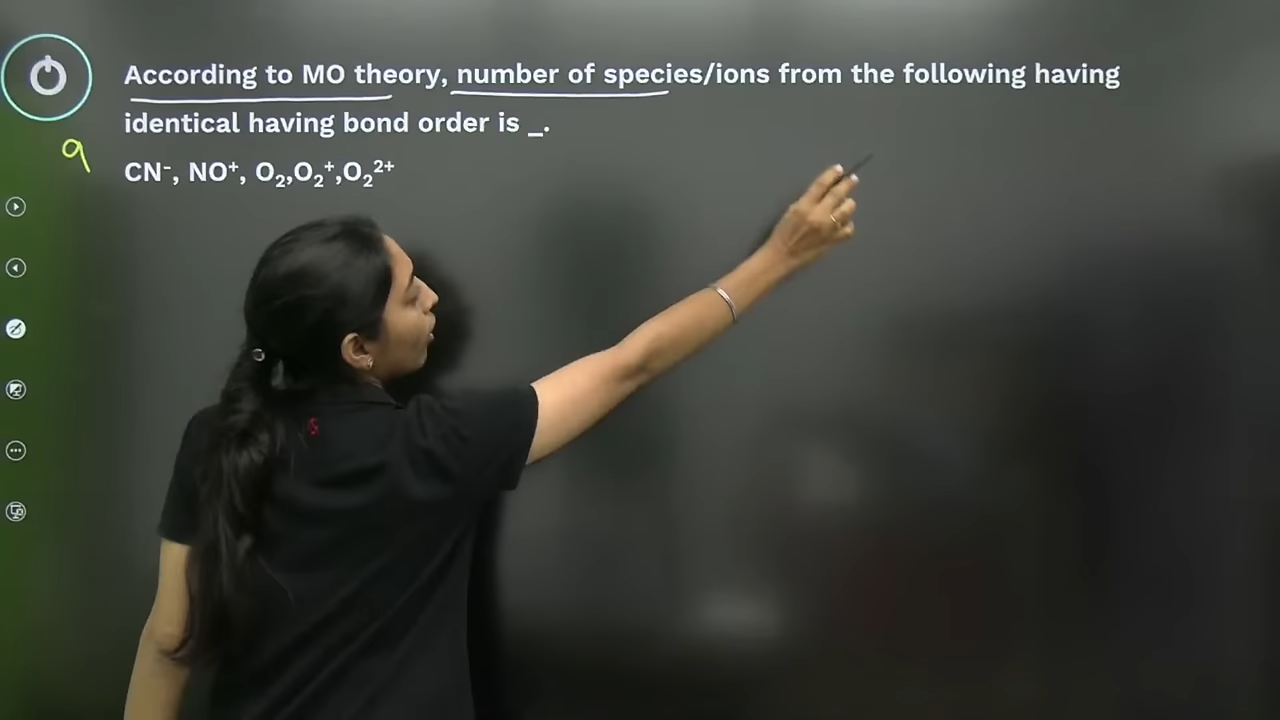 According to MO theory, number of species/ions from the following having
identical having bond order is _.
9
CN⁻, NO⁺, O₂,O₂⁺,O₂²⁺